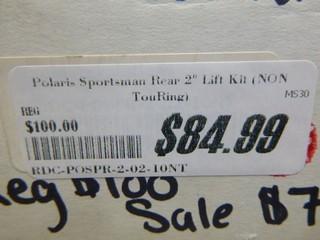 Polaris Sportsman Rear 2" Lift Kit (NON
TouRing)
MS30
REG
$100.00
$84.99
RDC-POSPR-2-02-10NT
Reg $100
Sale $7